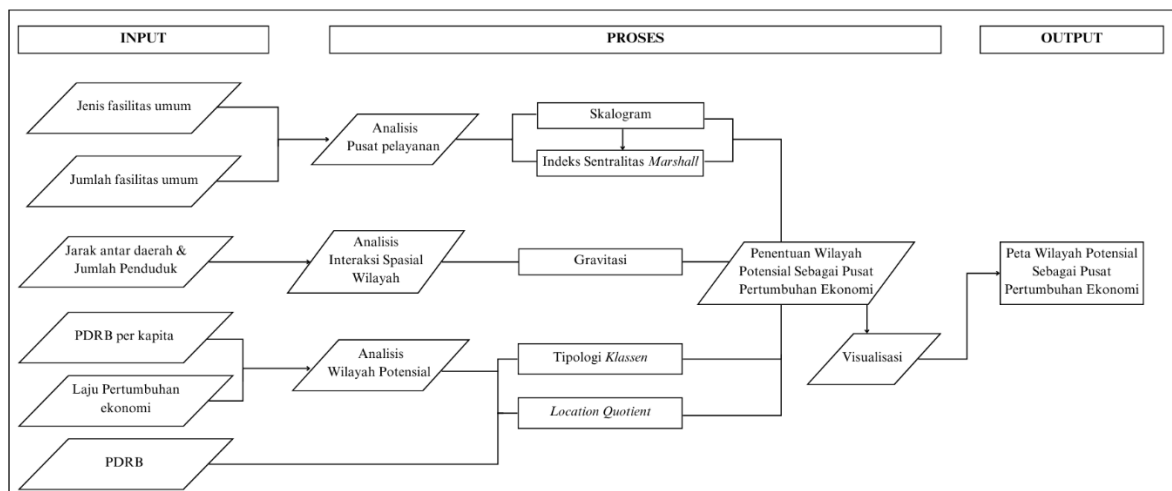 INPUT
PROSES
OUTPUT
Jenis fasilitas umum
Jumlah fasilitas umum
Analisis
Pusat pelayanan
Skalogram
Indeks Sentralitas Marshall
Jarak antar daerah &
Jumlah Penduduk
Analisis
Interaksi Spasial
Wilayah
Gravitasi
Penentuan Wilayah
Potensial Sebagai Pusat
Pertumbuhan Ekonomi
Peta Wilayah Potensial
Sebagai Pusat
Pertumbuhan Ekonomi
PDRB per kapita
Laju Pertumbuhan
ekonomi
Analisis
Wilayah Potensial
Tipologi Klassen
Visualisasi
Location Quotient
PDRB